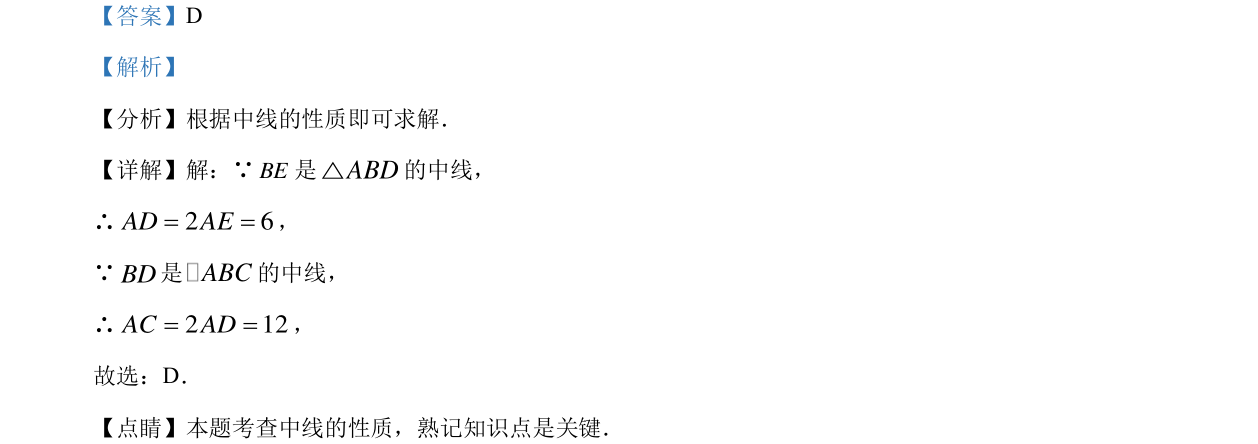 【答案】D
【解析】
【分析】根据中线的性质即可求解．
【详解】解：∵ BE 是 △ABD 的中线，
∴ AD = 2AE = 6，
∵ BD 是□ABC 的中线，
∴ AC = 2AD = 12，
故选：D．
【点睛】本题考查中线的性质，熟记知识点是关键．